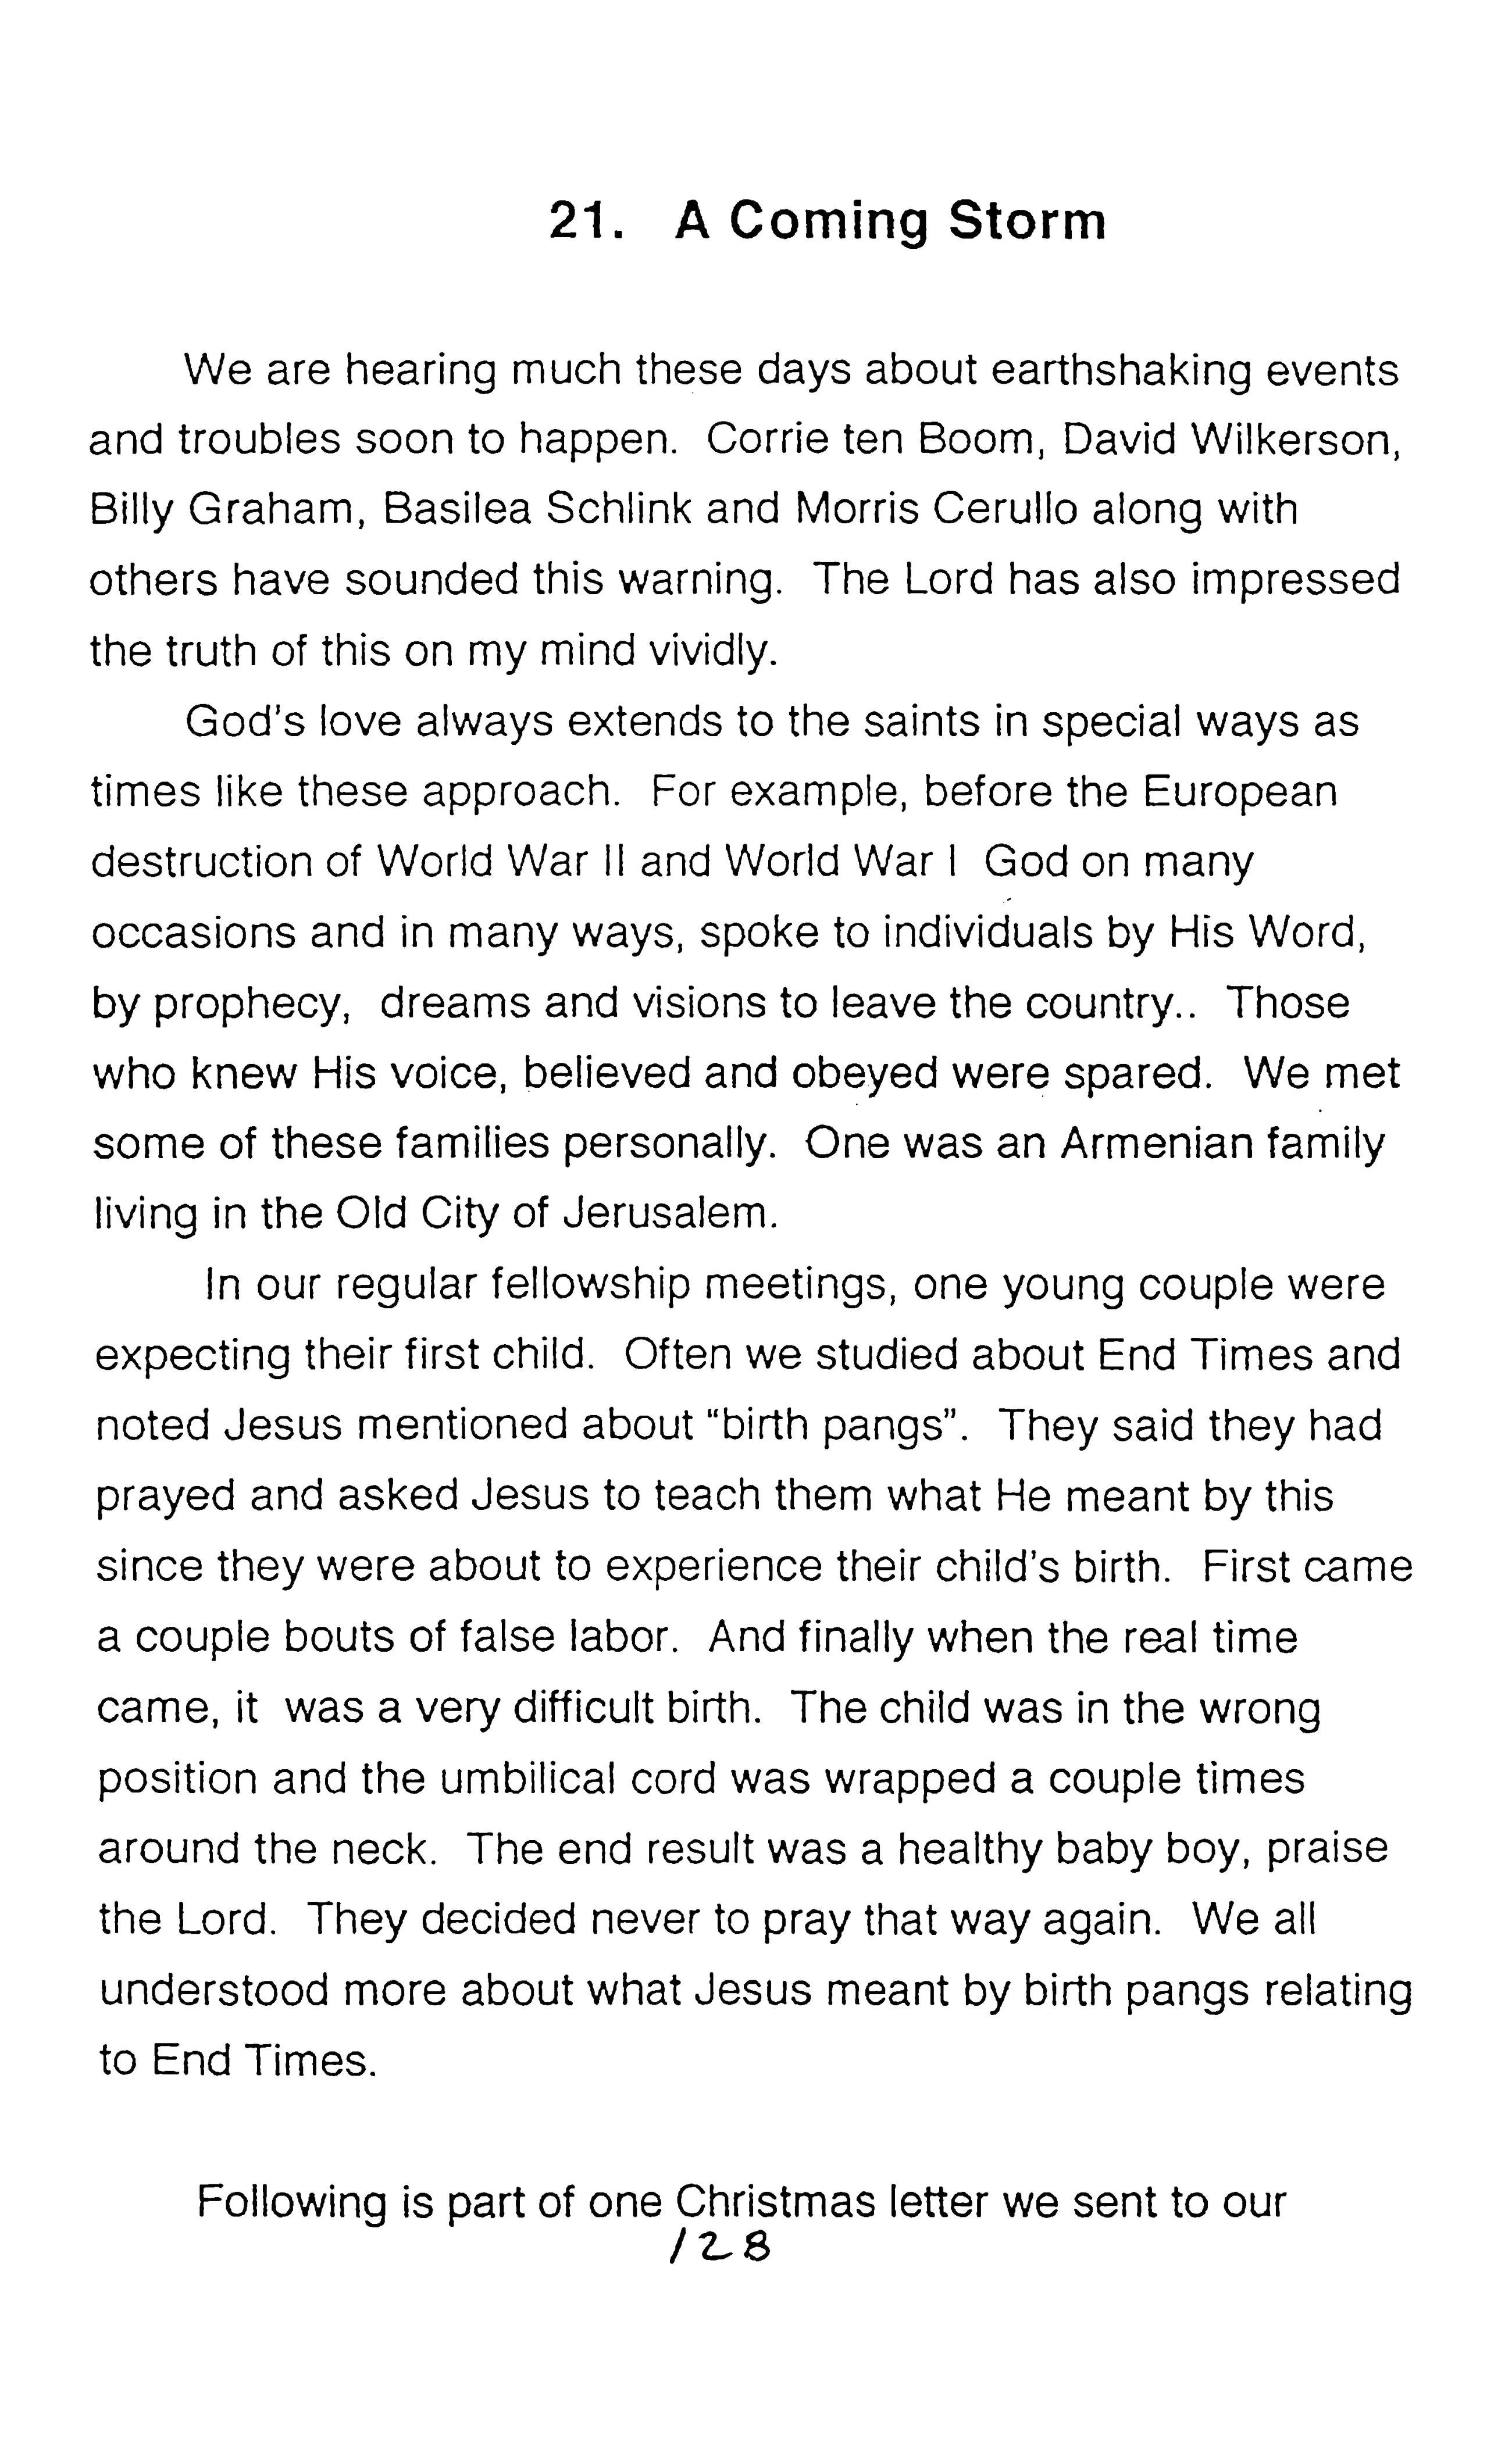 21. A Coming Storm
We are hearing much these days about earthshaking events
and troubles soon to happen. Corrie ten Boom, David Wilkerson,
Billy Graham, Basilea Schlink and Morris Cerullo along with
others have sounded this warning. The Lord has also impressed
the truth of this on my mind vividly.
God's love always extends to the saints in special ways as
times like these approach. For example, before the European
destruction of World War II and World War I God on many
occasions and in many ways, spoke to individuals by His Word,
by prophecy, dreams and visions to leave the country.. Those
who knew His voice, believed and obeyed were spared. We met
some of these families personally. One was an Armenian family
living in the Old City of Jerusalem.
In our regular fellowship meetings, one young couple were
expecting their first child. Often we studied about End Times and
noted Jesus mentioned about “birth pangs”. They said they had
prayed and asked Jesus to teach them what He meant by this
since they were about to experience their child's birth. First came
a couple bouts of false labor. And finally when the real time
came, it was a very difficult birth. The child was in the wrong
position and the umbilical cord was wrapped a couple times
around the neck. The end result was a healthy baby boy, praise
the Lord. They decided never to pray that way again. We all
understood more about what Jesus meant by birth pangs relating
to End Times.
Following is part of one Christmas letter we sent to our
128